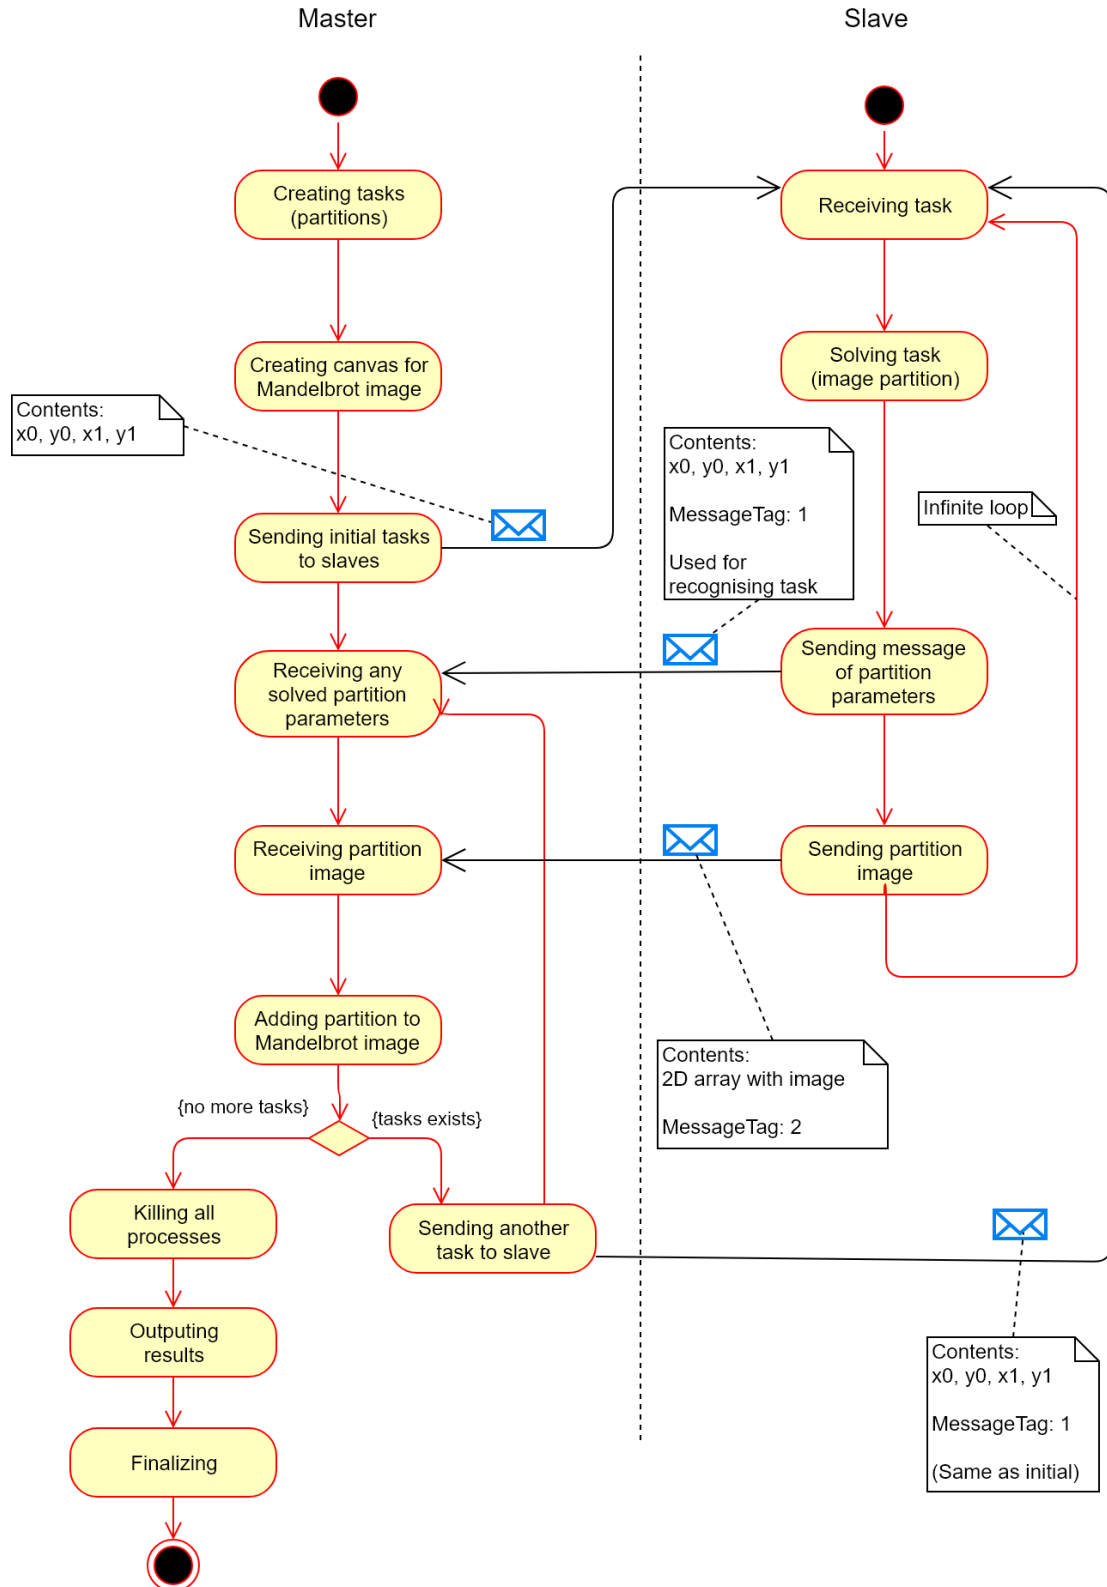 Master
Slave
Creating tasks
(partitions)
Receiving task
Creating canvas for
Mandelbrot image
Solving task
(image partition)
Contents:
x0, y0, x1, y1
Contents:
x0, y0, x1, y1
MessageTag: 1
Used for
recognising task
Infinite loop
Sending initial tasks
to slaves
Receiving any
solved partition
parameters
Sending message
of partition
parameters
Receiving partition
image
Sending partition
image
Adding partition to
Mandelbrot image
Contents:
2D array with image
MessageTag: 2
{no more tasks}
{tasks exists}
Killing all
processes
Sending another
task to slave
Outputing
results
Contents:
x0, y0, x1, y1
MessageTag: 1
(Same as initial)
Finalizing